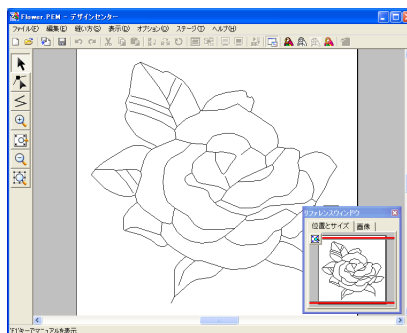 Flower.PEM - デザインセンター
ファイル(F) 編集(E) 縫い方(S) 表示(D) オプション(O) ステージ(T) ヘルプ(H)
リファレンスウィンドウ
位置とサイズ 画像
'F1'キーでマニュアルを表示